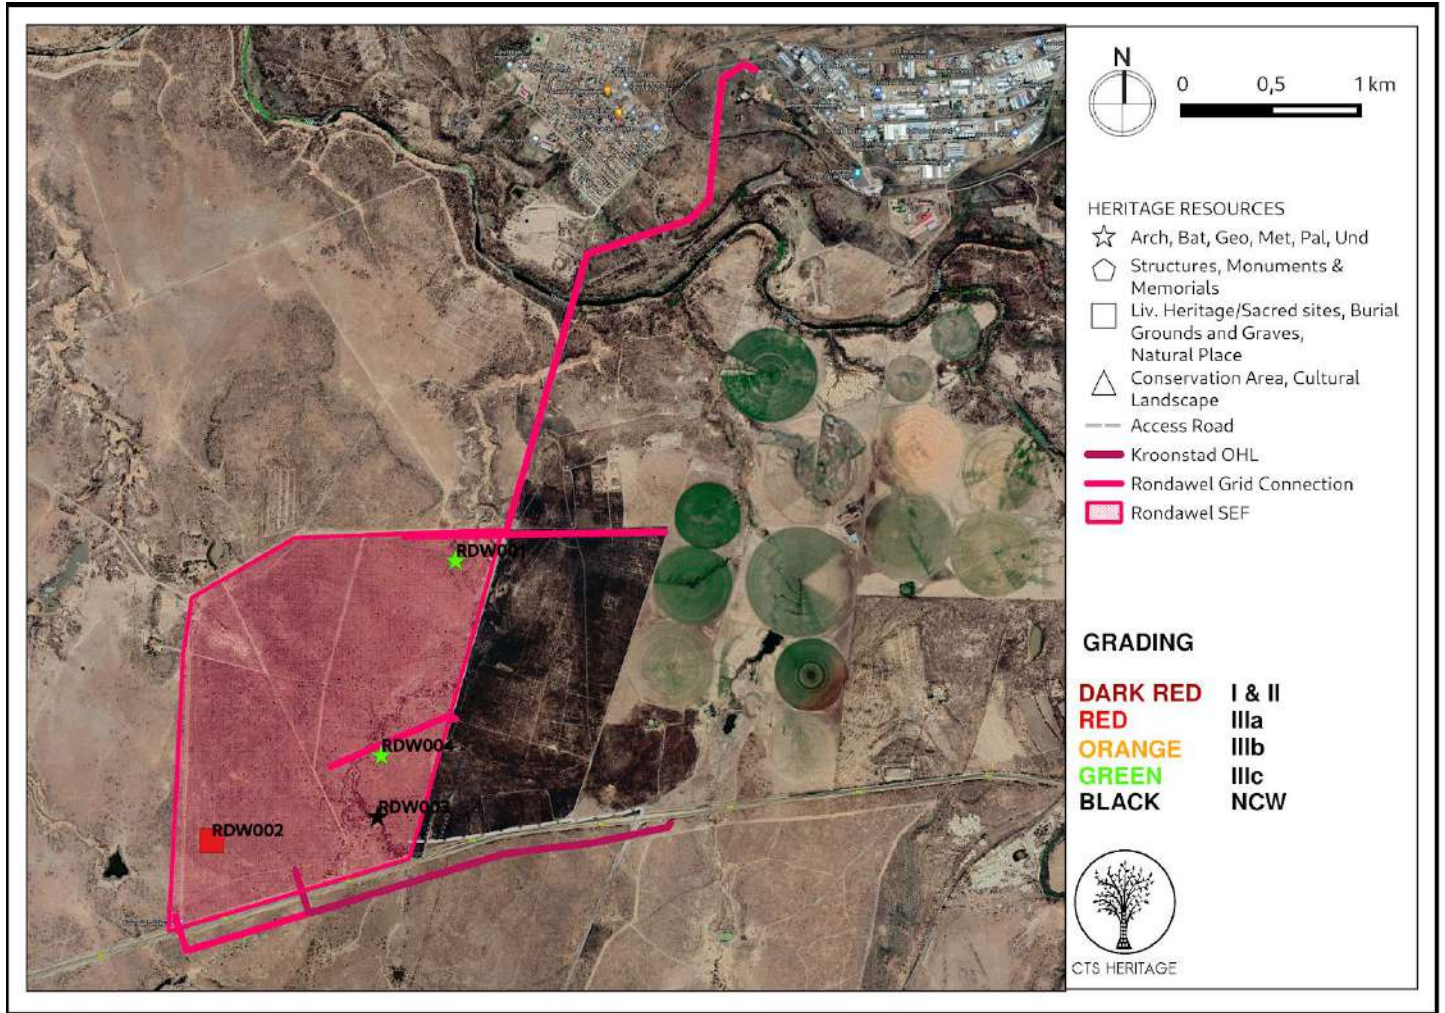 N
0 0,5 1 km
HERITAGE RESOURCES
Arch, Bat, Geo, Met, Pal, Und
Structures, Monuments &
Memorials
Liv. Heritage/Sacred sites, Burial
Grounds and Graves,
Natural Place
Conservation Area, Cultural
Landscape
Access Road
Kroonstad OHL
Rondawel Grid Connection
Rondawel SEF
RDW001
RDW004
RDW003
RDW002
GRADING
DARK RED I & II
RED IIIa
ORANGE IIIb
GREEN IIIc
BLACK NCW
CTS HERITAGE